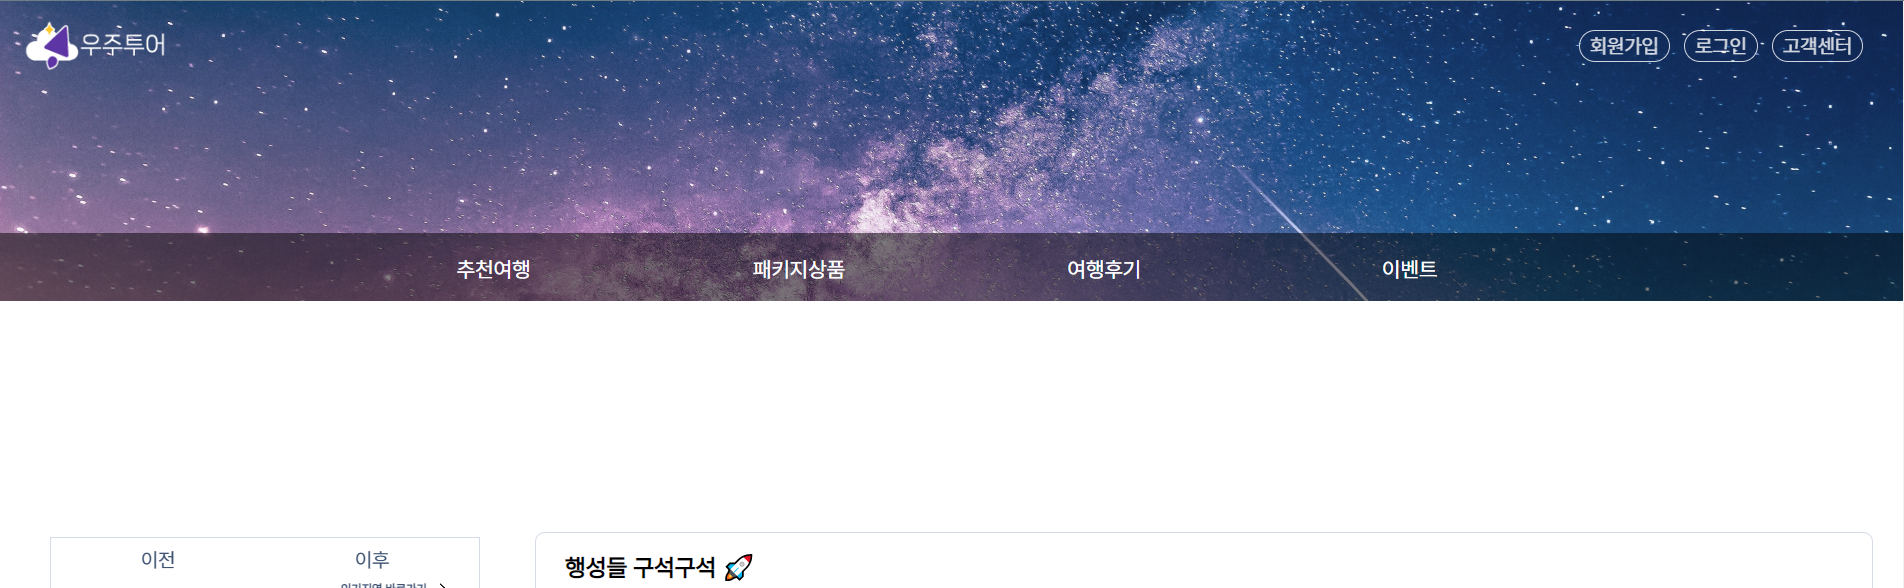 우주투어
회원가입 로그인 고객센터
추천여행 패키지상품 여행후기 이벤트
이전 이후
행성들 구석구석 🚀